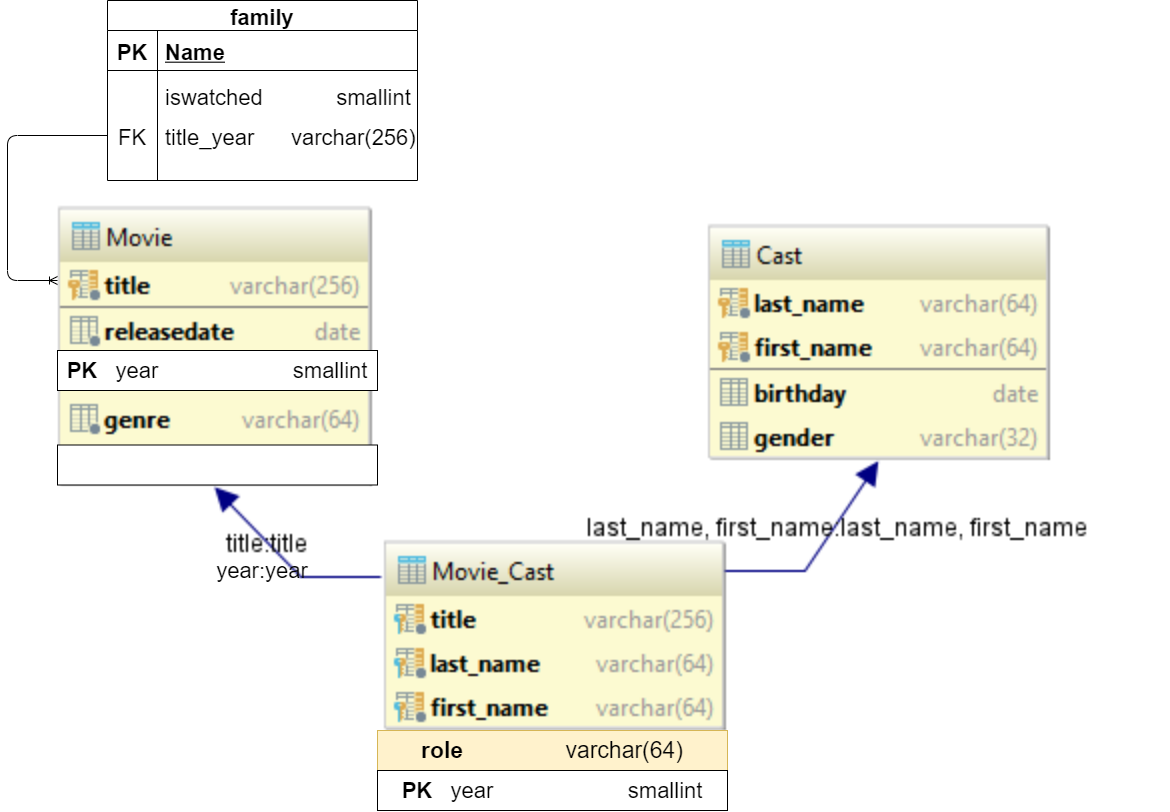 family
PK Name
iswatched smallint
FK title_year varchar(256)
Movie
title varchar(256)
releasedate date
PK year smallint
genre varchar(64)
Cast
last_name varchar(64)
first_name varchar(64)
birthday date
gender varchar(32)
title:title
year:year
last_name, first_name:last_name, first_name
Movie_Cast
title varchar(256)
last_name varchar(64)
first_name varchar(64)
role varchar(64)
PK year smallint